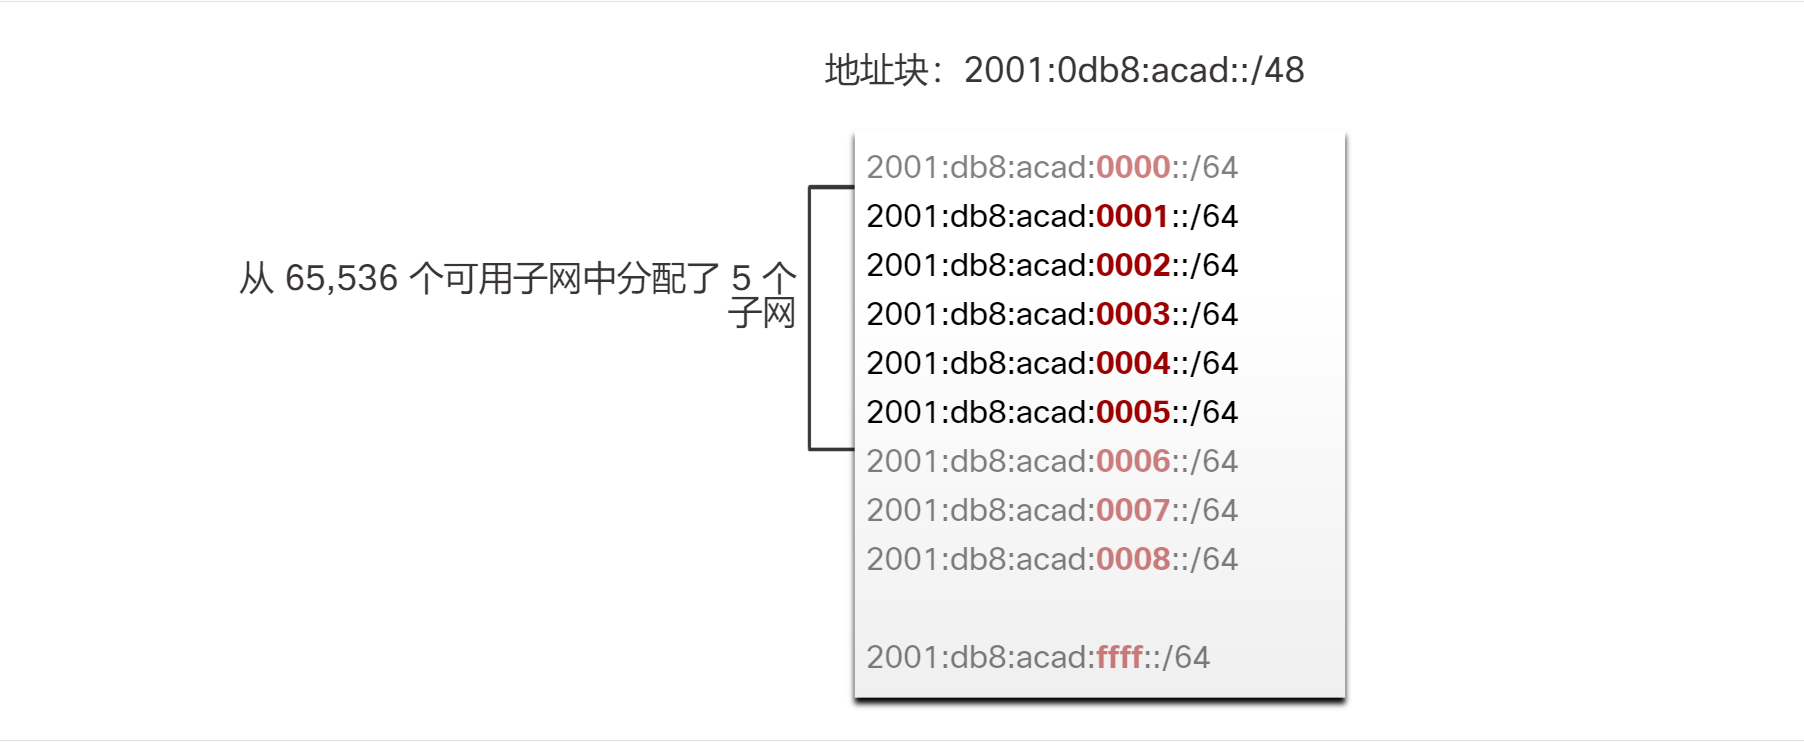 地址块：2001:0db8:acad::/48
2001:db8:acad:0000::/64
2001:db8:acad:0001::/64
2001:db8:acad:0002::/64
2001:db8:acad:0003::/64
2001:db8:acad:0004::/64
2001:db8:acad:0005::/64
2001:db8:acad:0006::/64
2001:db8:acad:0007::/64
2001:db8:acad:0008::/64
2001:db8:acad:ffff::/64
从 65,536 个可用子网中分配了 5 个
子网